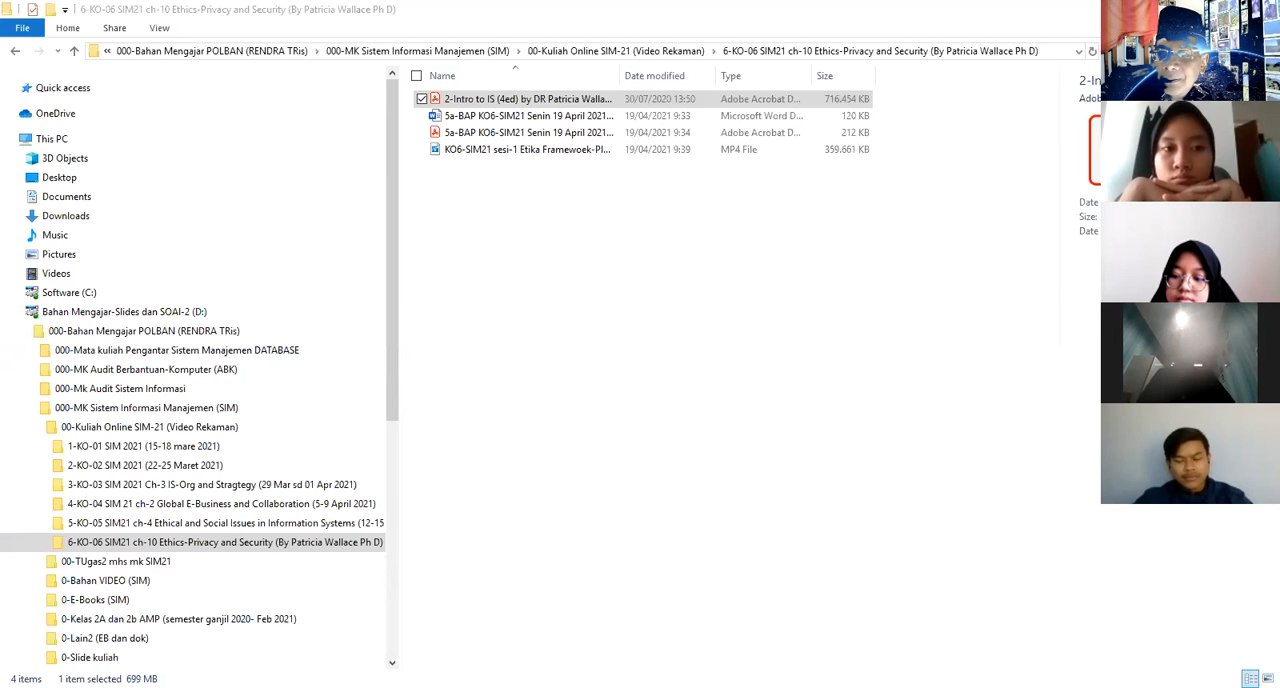 6-KO-06 SIM21 ch-10 Ethics-Privacy and Security (By Patricia Wallace Ph D)
File Home Share View
« 000-Bahan Mengajar POLBAN (RENDRA TRis) › 000-MK Sistem Informasi Manajemen (SIM) › 00-Kuliah Online SIM-21 (Video Rekaman) › 6-KO-06 SIM21 ch-10 Ethics-Privacy and Security (By Patricia Wallace Ph D)
Name Date modified Type Size
2-Intro to IS (4ed) by DR Patricia Walla... 30/07/2020 13:50 Adobe Acrobat D... 716.454 KB
5a-BAP KO6-SIM21 Senin 19 April 2021... 19/04/2021 9:33 Microsoft Word D... 120 KB
5a-BAP KO6-SIM21 Senin 19 April 2021... 19/04/2021 9:34 Adobe Acrobat D... 212 KB
KO6-SIM21 sesi-1 Etika Framewoek-Pl... 19/04/2021 9:39 MP4 File 359.661 KB
Quick access
OneDrive
This PC
3D Objects
Desktop
Documents
Downloads
Music
Pictures
Videos
Software (C:)
Bahan Mengajar-Slides dan SOAI-2 (D:)
000-Bahan Mengajar POLBAN (RENDRA TRis)
000-Mata kuliah Pengantar Sistem Manajemen DATABASE
000-MK Audit Berbantuan-Komputer (ABK)
000-Mk Audit Sistem Informasi
000-MK Sistem Informasi Manajemen (SIM)
00-Kuliah Online SIM-21 (Video Rekaman)
1-KO-01 SIM 2021 (15-18 mare 2021)
2-KO-02 SIM 2021 (22-25 Maret 2021)
3-KO-03 SIM 2021 Ch-3 IS-Org and Stragtegy (29 Mar sd 01 Apr 2021)
4-KO-04 SIM 21 ch-2 Global E-Business and Collaboration (5-9 April 2021)
5-KO-05 SIM21 ch-4 Ethical and Social Issues in Information Systems (12-15
6-KO-06 SIM21 ch-10 Ethics-Privacy and Security (By Patricia Wallace Ph D)
00-TUgas2 mhs mk SIM21
0-Bahan VIDEO (SIM)
0-E-Books (SIM)
0-Kelas 2A dan 2b AMP (semester ganjil 2020- Feb 2021)
0-Lain2 (EB dan dok)
0-Slide kuliah
2-In
Adob
Date
Size:
Date
4 items 1 item selected 699 MB